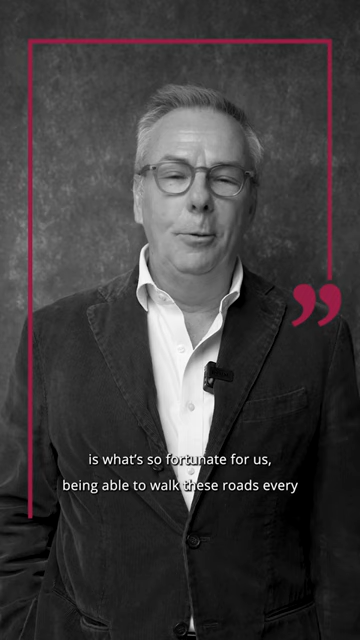 is what's so fortunate for us,
being able to walk these roads every